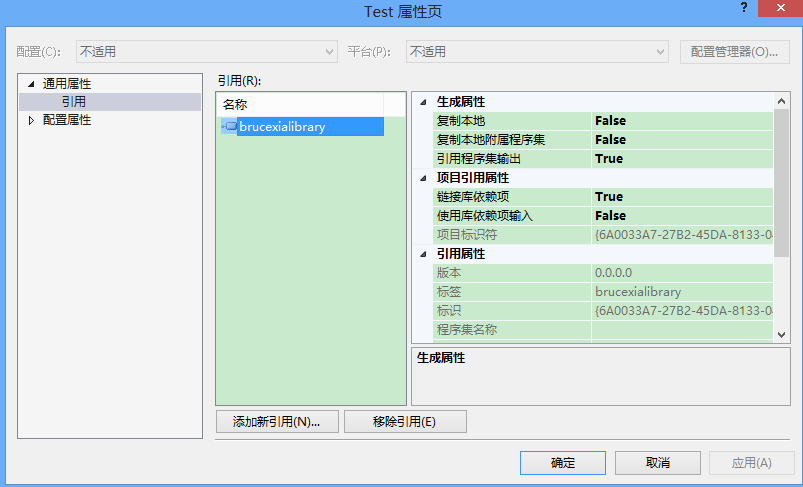 Test 属性页
?
配置(C):
不适用
平台(P):
不适用
配置管理器(O)...
通用属性
引用
配置属性
引用(R):
名称
brucexialibrary
生成属性
复制本地 False
复制本地附属程序集 False
引用程序集输出 True
项目引用属性
链接库依赖项 True
使用库依赖项输入 False
项目标识符 {6A0033A7-27B2-45DA-8133-0
引用属性
版本 0.0.0.0
标签 brucexialibrary
标识 {6A0033A7-27B2-45DA-8133-0
程序集名称
生成属性
添加新引用(N)...
移除引用(E)
确定
取消
应用(A)